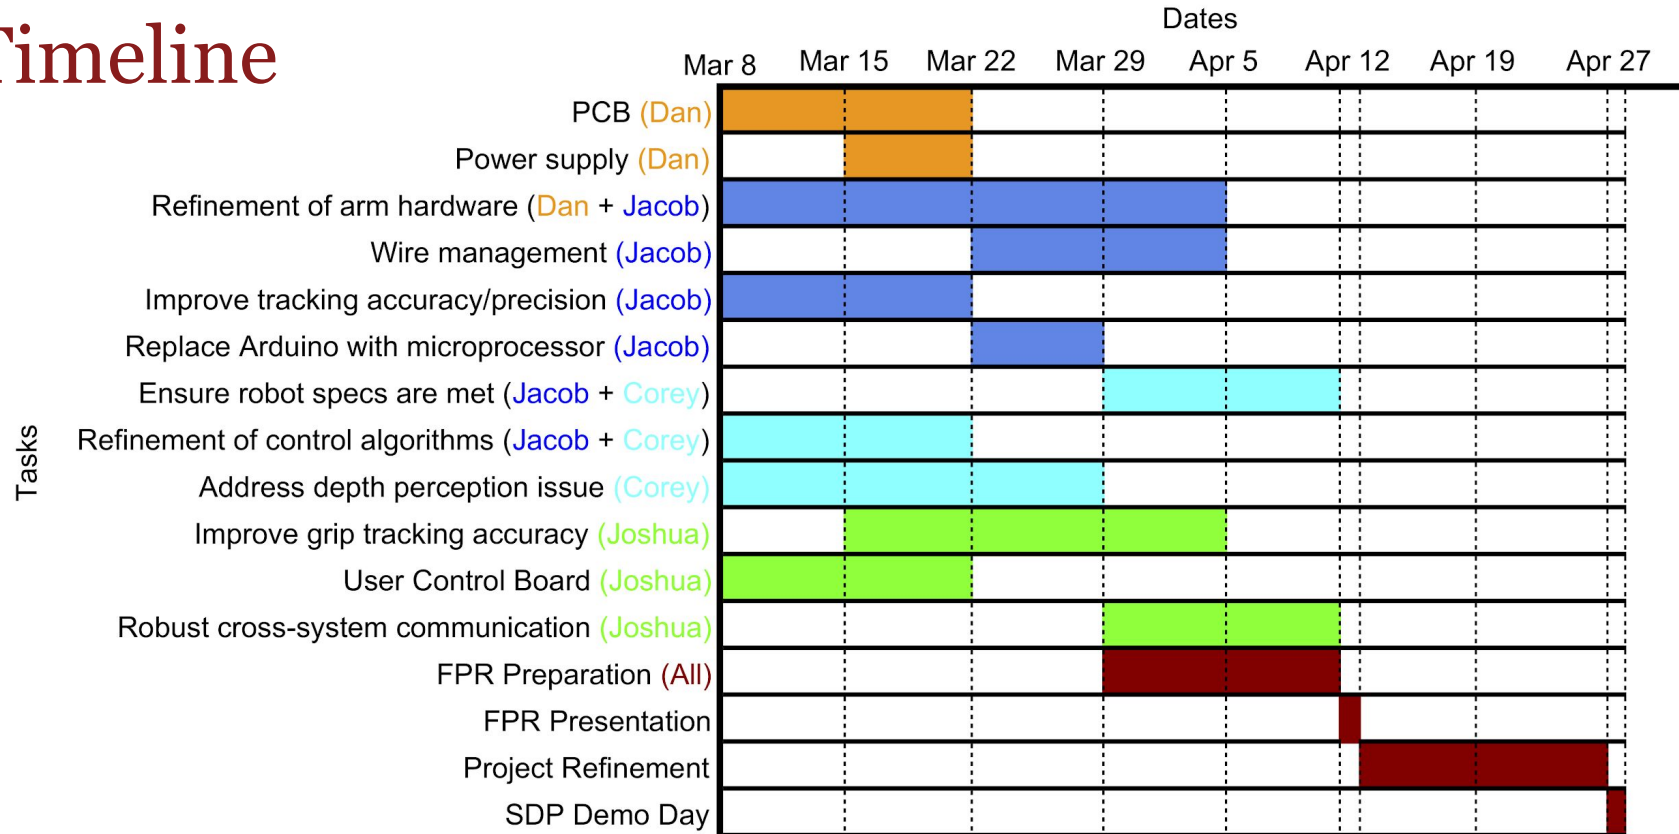 Timeline
Dates
Mar 8 Mar 15 Mar 22 Mar 29 Apr 5 Apr 12 Apr 19 Apr 27
Tasks
PCB (Dan)
Power supply (Dan)
Refinement of arm hardware (Dan + Jacob)
Wire management (Jacob)
Improve tracking accuracy/precision (Jacob)
Replace Arduino with microprocessor (Jacob)
Ensure robot specs are met (Jacob + Corey)
Refinement of control algorithms (Jacob + Corey)
Address depth perception issue (Corey)
Improve grip tracking accuracy (Joshua)
User Control Board (Joshua)
Robust cross-system communication (Joshua)
FPR Preparation (All)
FPR Presentation
Project Refinement
SDP Demo Day